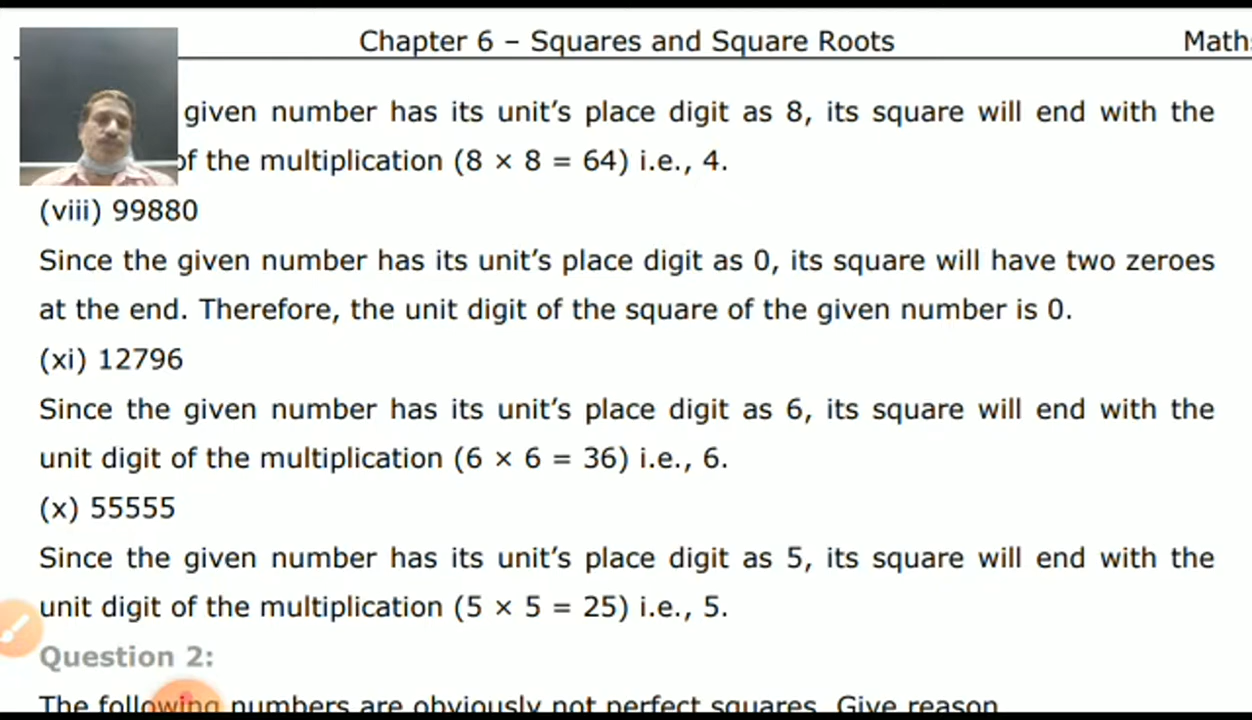 Chapter 6 – Squares and Square Roots Math
given number has its unit's place digit as 8, its square will end with the
of the multiplication (8 × 8 = 64) i.e., 4.
(viii) 99880
Since the given number has its unit's place digit as 0, its square will have two zeroes
at the end. Therefore, the unit digit of the square of the given number is 0.
(xi) 12796
Since the given number has its unit's place digit as 6, its square will end with the
unit digit of the multiplication (6 × 6 = 36) i.e., 6.
(x) 55555
Since the given number has its unit's place digit as 5, its square will end with the
unit digit of the multiplication (5 × 5 = 25) i.e., 5.
Question 2:
The following numbers are obviously not perfect squares. Give reason